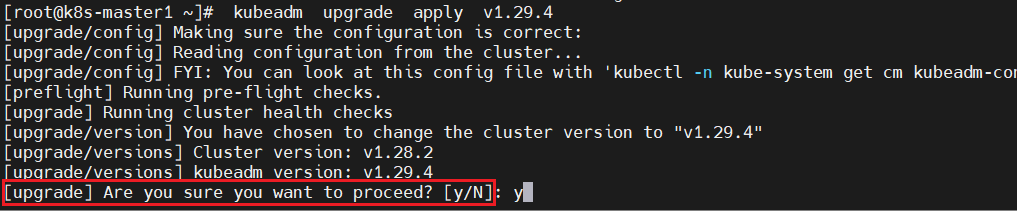 [root@k8s-master1 ~]#  kubeadm  upgrade  apply  v1.29.4
[upgrade/config] Making sure the configuration is correct:
[upgrade/config] Reading configuration from the cluster...
[upgrade/config] FYI: You can look at this config file with 'kubectl -n kube-system get cm kubeadm-con
[preflight] Running pre-flight checks.
[upgrade] Running cluster health checks
[upgrade/version] You have chosen to change the cluster version to "v1.29.4"
[upgrade/versions] Cluster version: v1.28.2
[upgrade/versions] kubeadm version: v1.29.4
[upgrade] Are you sure you want to proceed? [y/N]: y